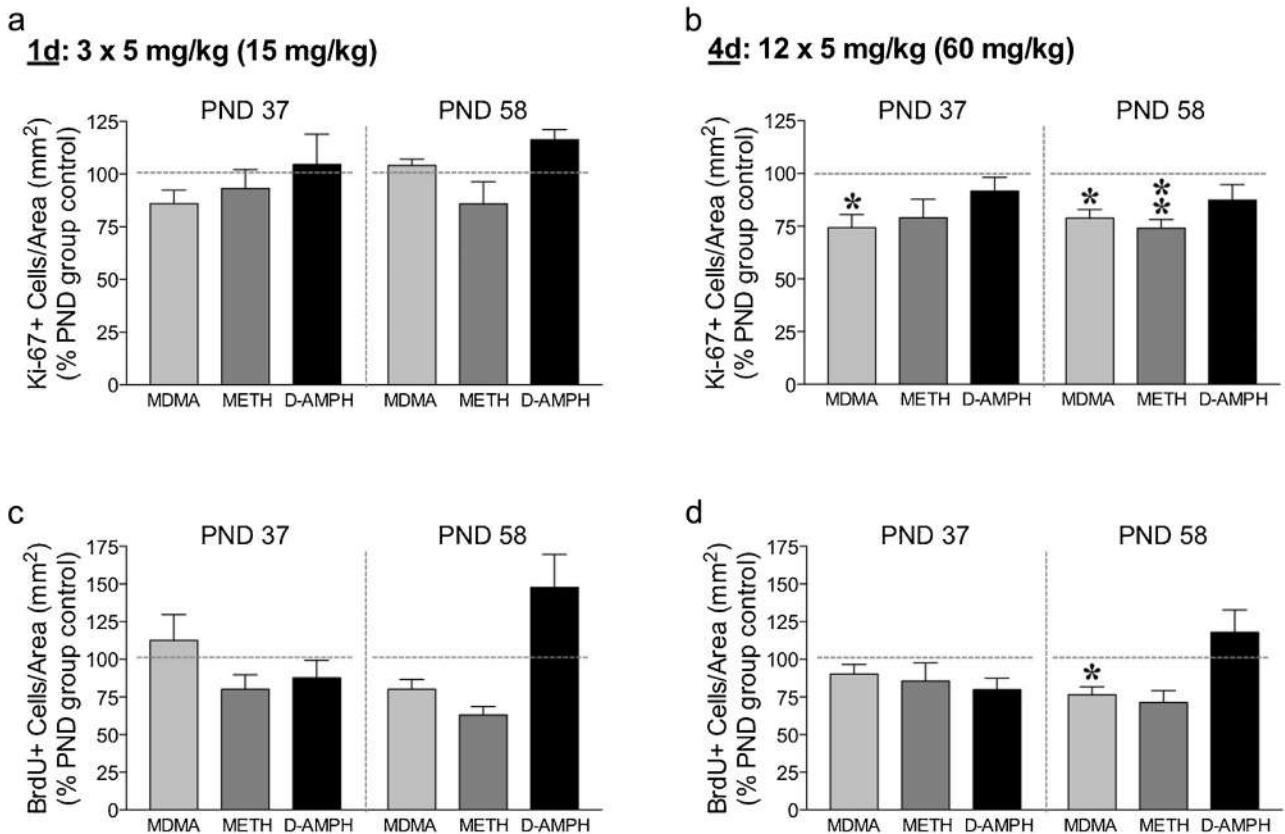 a
1d: 3 x 5 mg/kg (15 mg/kg)
PND 37 PND 58
Ki-67+ Cells/Area (mm2)
(% PND group control)
125
100
75
50
25
0
MDMA METH D-AMPH MDMA METH D-AMPH
b
4d: 12 x 5 mg/kg (60 mg/kg)
PND 37 PND 58
Ki-67+ Cells/Area (mm2)
(% PND group control)
125
100
75
50
25
0
* * * *
MDMA METH D-AMPH MDMA METH D-AMPH
c
PND 37 PND 58
BrdU+ Cells/Area (mm2)
(% PND group control)
175
150
125
100
75
50
25
0
MDMA METH D-AMPH MDMA METH D-AMPH
d
PND 37 PND 58
BrdU+ Cells/Area (mm2)
(% PND group control)
175
150
125
100
75
50
25
0
*
MDMA METH D-AMPH MDMA METH D-AMPH